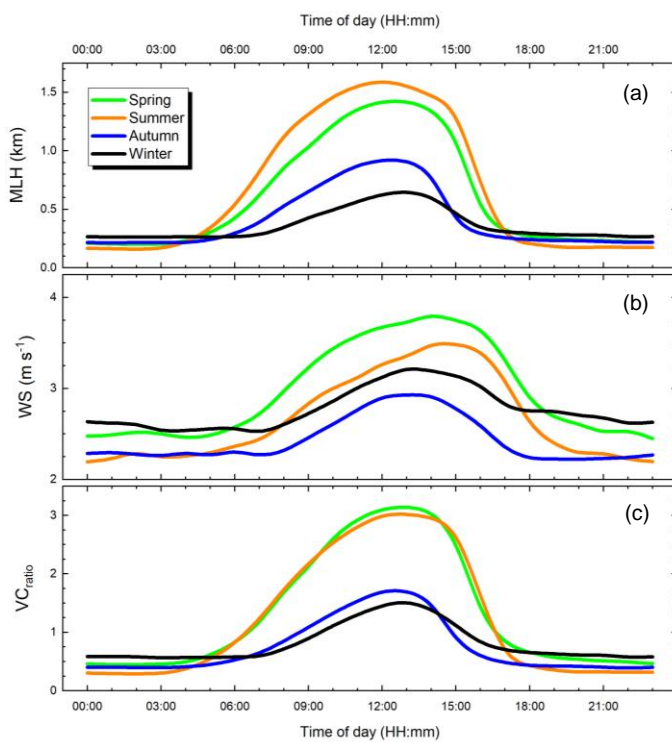 Time of day (HH:mm)
00:00 03:00 06:00 09:00 12:00 15:00 18:00 21:00
(a)
Spring
Summer
Autumn
Winter
1.5
1.0
0.5
0.0
MLH (km)
(b)
4
3
2
WS (m s⁻¹)
(c)
3
2
1
0
VCratio
00:00 03:00 06:00 09:00 12:00 15:00 18:00 21:00
Time of day (HH:mm)